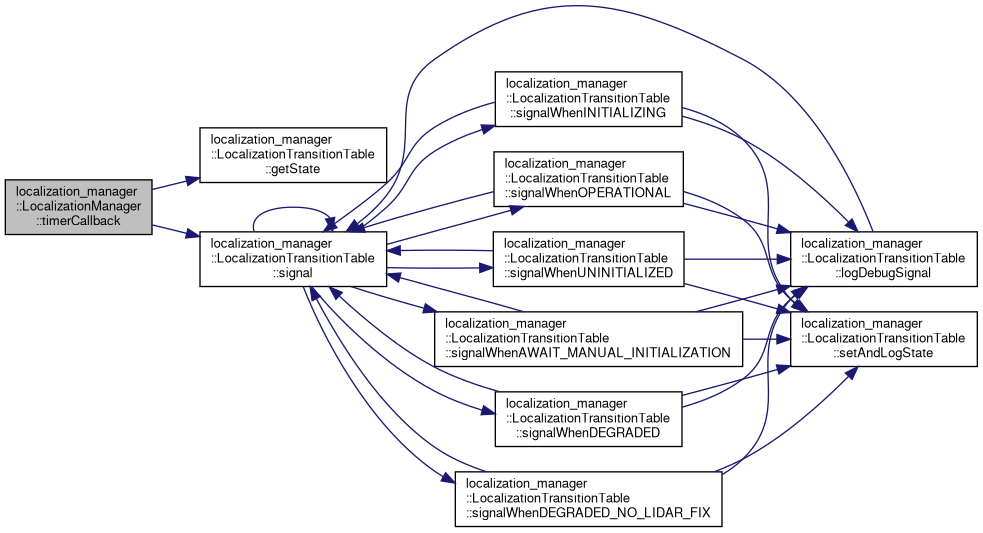 localization_manager
::LocalizationManager
::timerCallback
localization_manager
::LocalizationTransitionTable
::getState
localization_manager
::LocalizationTransitionTable
::signal
localization_manager
::LocalizationTransitionTable
::signalWhenINITIALIZING
localization_manager
::LocalizationTransitionTable
::signalWhenOPERATIONAL
localization_manager
::LocalizationTransitionTable
::signalWhenUNINITIALIZED
localization_manager
::LocalizationTransitionTable
::signalWhenAWAIT_MANUAL_INITIALIZATION
localization_manager
::LocalizationTransitionTable
::signalWhenDEGRADED
localization_manager
::LocalizationTransitionTable
::signalWhenDEGRADED_NO_LIDAR_FIX
localization_manager
::LocalizationTransitionTable
::logDebugSignal
localization_manager
::LocalizationTransitionTable
::setAndLogState